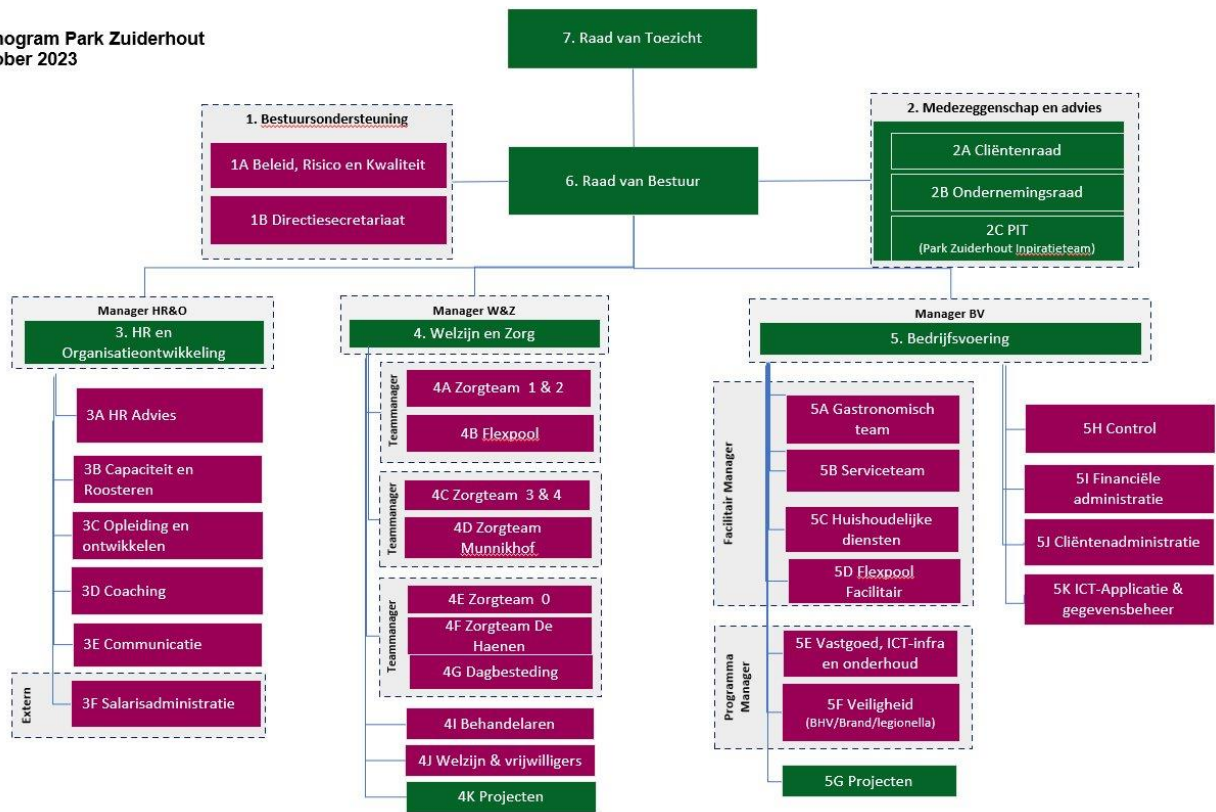 nogram Park Zuiderhout
ober 2023
7. Raad van Toezicht
1. Bestuursondersteuning
1A Beleid, Risico en Kwaliteit
1B Directiesecretariaat
6. Raad van Bestuur
2. Medezeggenschap en advies
2A Cliëntenraad
2B Ondernemingsraad
2C PIT
(Park Zuiderhout Inpiratieteam)
Manager HR&O
3. HR en
Organisatieontwikkeling
3A HR Advies
3B Capaciteit en
Roosteren
3C Opleiding en
ontwikkelen
3D Coaching
3E Communicatie
Extern
3F Salarisadministratie
Manager W&Z
4. Welzijn en Zorg
Teammanager
4A Zorgteam 1 & 2
4B Flexpool
Teammanager
4C Zorgteam 3 & 4
4D Zorgteam
Munnikhof
Teammanager
4E Zorgteam 0
4F Zorgteam De
Haenen
4G Dagbesteding
4I Behandelaren
4J Welzijn & vrijwilligers
4K Projecten
Manager BV
5. Bedrijfsvoering
Facilitair Manager
5A Gastronomisch
team
5B Serviceteam
5C Huishoudelijke
diensten
5D Flexpool
Facilitair
Programma
Manager
5E Vastgoed, ICT-infra
en onderhoud
5F Veiligheid
(BHV/Brand/legionella)
5G Projecten
5H Control
5I Financiële
administratie
5J Cliëntenadministratie
5K ICT-Applicatie &
gegevensbeheer